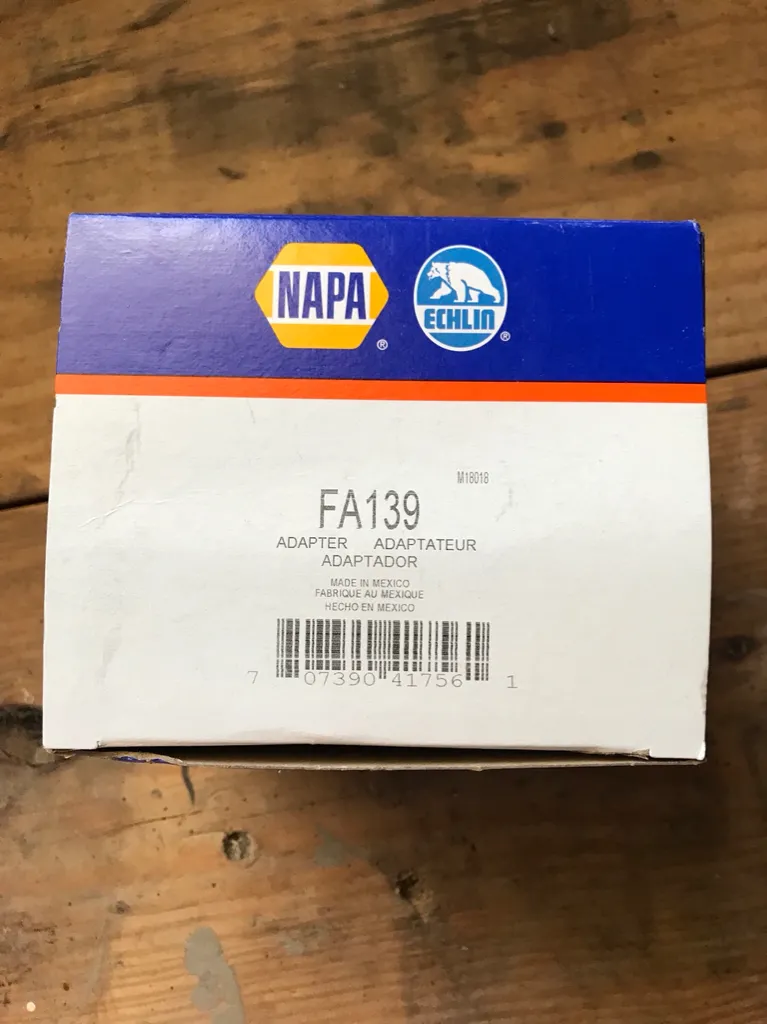 NAPA ®
ECHLIN ®
M18018
FA139
ADAPTER ADAPTATEUR
ADAPTADOR
MADE IN MEXICO
FABRIQUE AU MEXIQUE
HECHO EN MEXICO
7 07390 41756 1